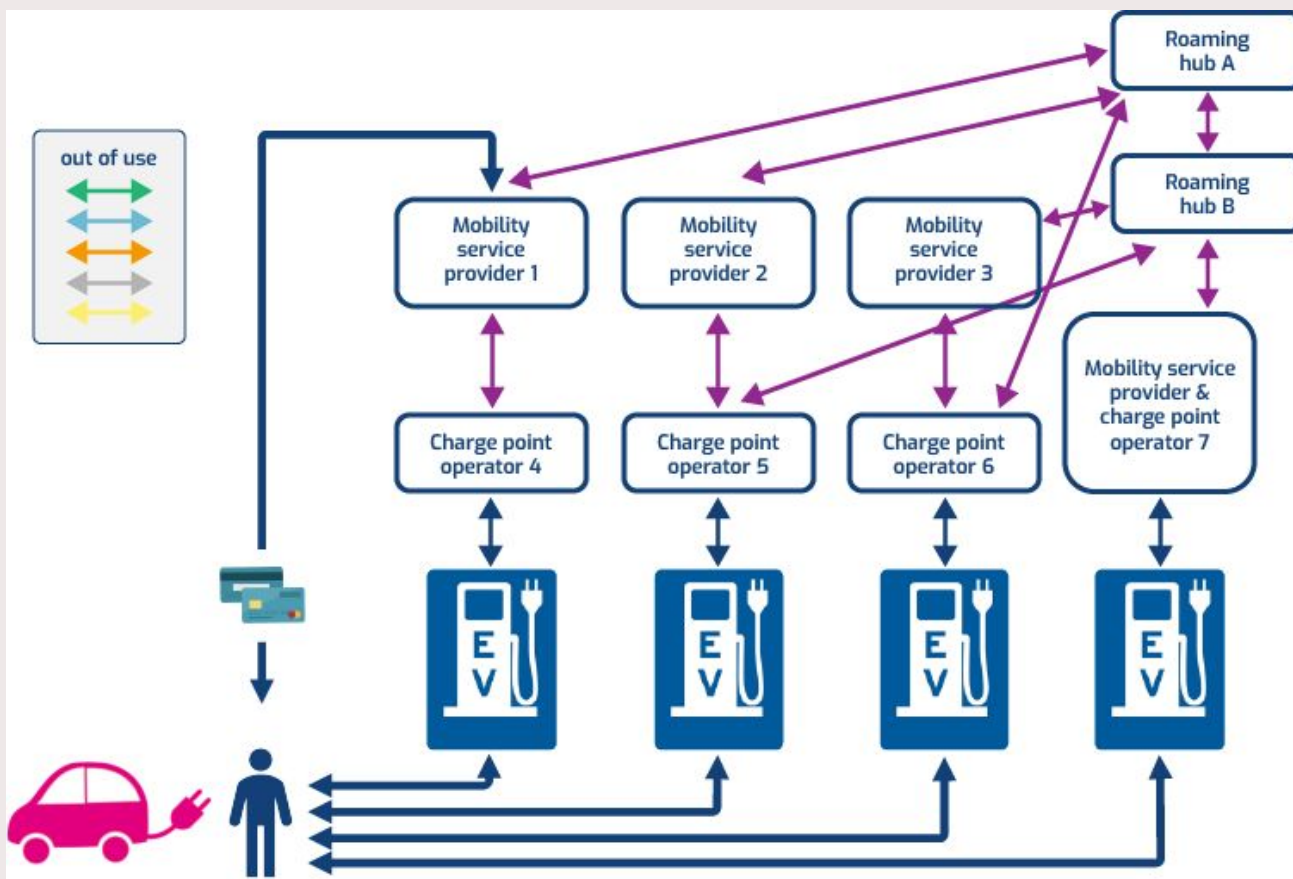 Roaming
hub A
out of use
Roaming
hub B
Mobility
service
provider 1
Mobility
service
provider 2
Mobility
service
provider 3
Mobility service
provider &
charge point
operator 7
Charge point
operator 4
Charge point
operator 5
Charge point
operator 6
E
V
E
V
E
V
E
V